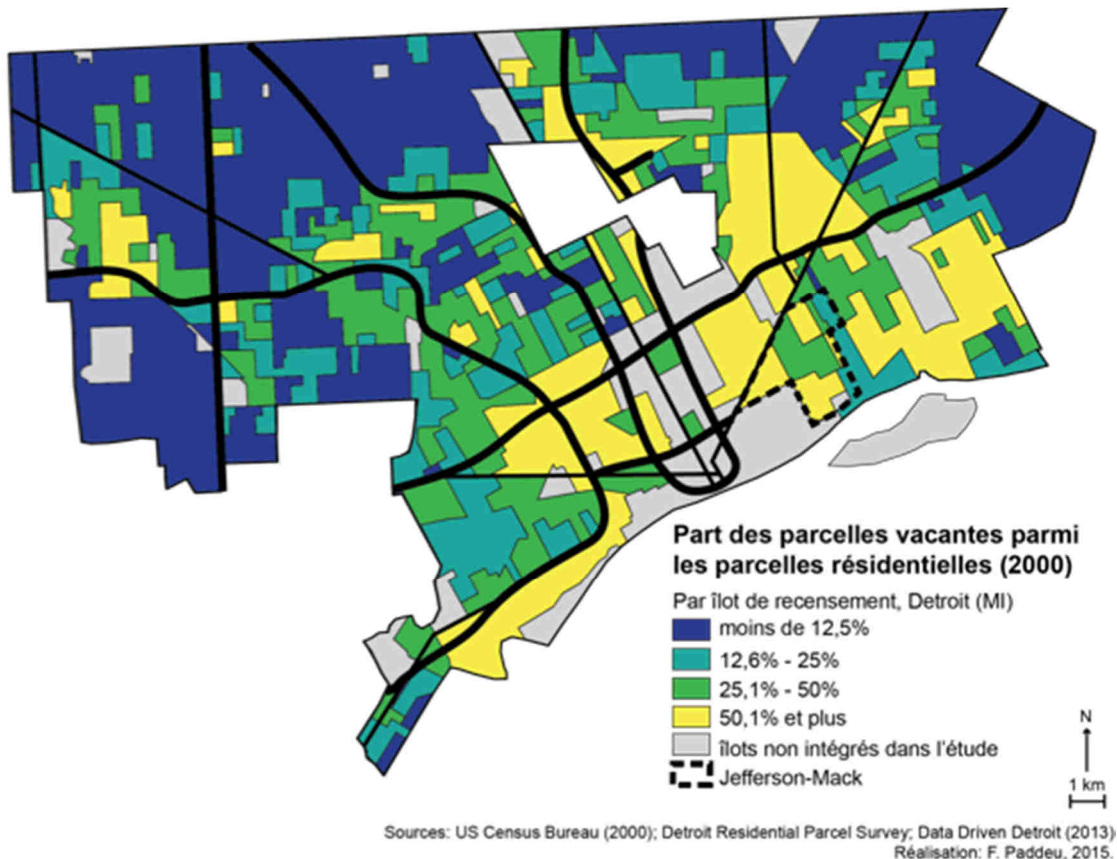 Part des parcelles vacantes parmi
les parcelles résidentielles (2000)
Par îlot de recensement, Detroit (MI)
moins de 12,5%
12,6% - 25%
25,1% - 50%
50,1% et plus
îlots non intégrés dans l'étude
Jefferson-Mack
N
1 km
Sources: US Census Bureau (2000); Detroit Residential Parcel Survey; Data Driven Detroit (2013)
Réalisation: F. Paddeu, 2015.